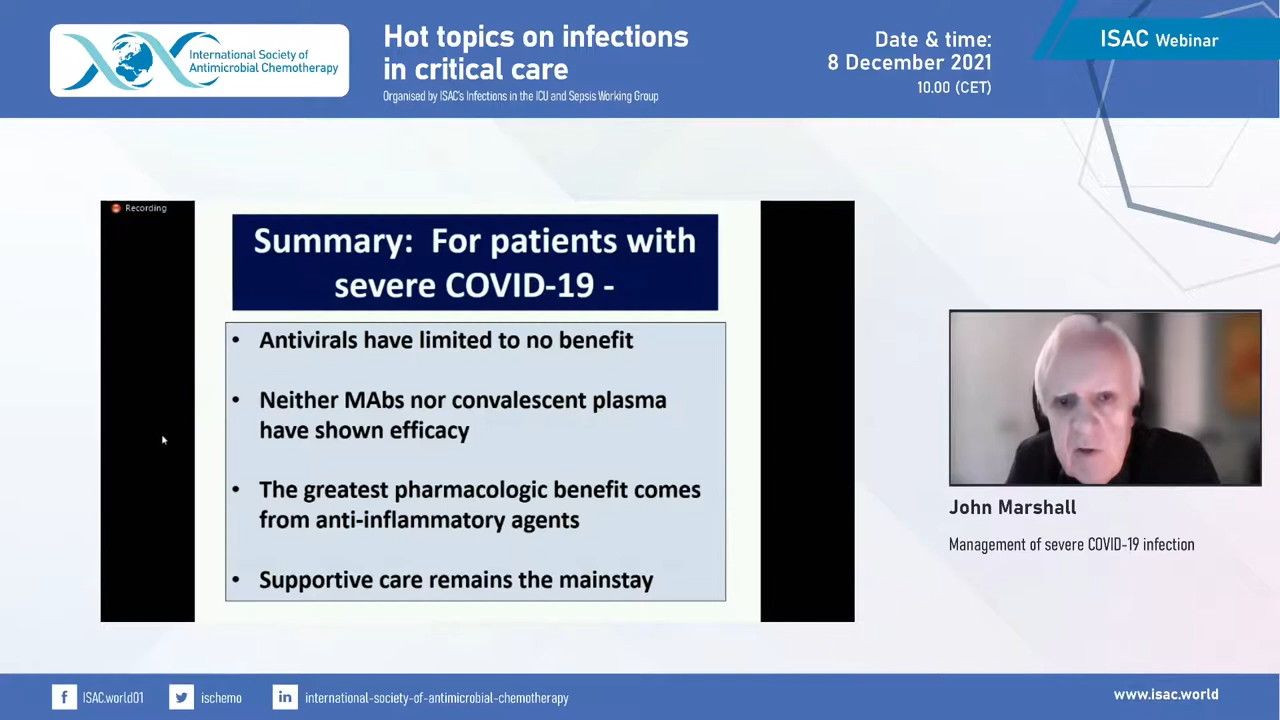 International Society of
Antimicrobial Chemotherapy
Hot topics on infections
in critical care
Organised by ISAC's Infections in the ICU and Sepsis Working Group
Date & time:
8 December 2021
10.00 (CET)
ISAC Webinar
Recording
Summary: For patients with
severe COVID-19 -
• Antivirals have limited to no benefit
• Neither MAbs nor convalescent plasma
have shown efficacy
• The greatest pharmacologic benefit comes
from anti-inflammatory agents
• Supportive care remains the mainstay
John Marshall
Management of severe COVID-19 infection
ISAC.world01
ischemo
international-society-of-antimicrobial-chemotherapy
www.isac.world